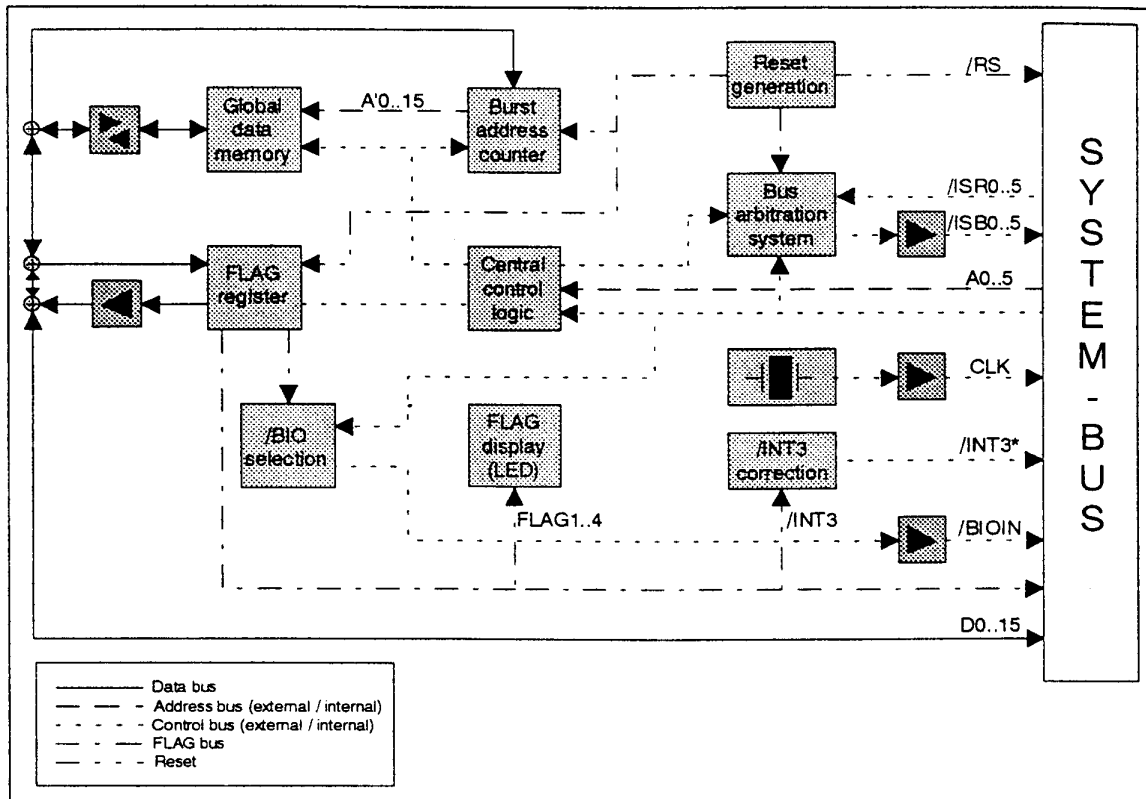 Reset
generation
/RS
Global
data
memory
A'0..15
Burst
address
counter
Bus
arbitration
system
/ISR0..5
/ISB0..5
FLAG
register
Central
control
logic
A0..5
CLK
/BIO
selection
FLAG
display
(LED)
/INT3
correction
/INT3*
FLAG1..4
/INT3
/BIOIN
D0..15
SYSTEM-BUS
Data bus
Address bus (external / internal)
Control bus (external / internal)
FLAG bus
Reset